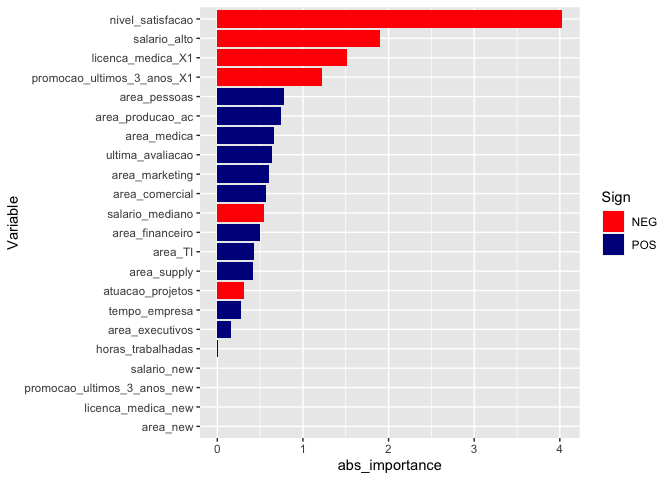 nivel_satisfacao
salario_alto
licenca_medica_X1
promocao_ultimos_3_anos_X1
area_pessoas
area_producao_ac
area_medica
ultima_avaliacao
area_marketing
area_comercial
salario_mediano
area_financeiro
area_TI
area_supply
atuacao_projetos
tempo_empresa
area_executivos
horas_trabalhadas
salario_new
promocao_ultimos_3_anos_new
licenca_medica_new
area_new
Variable
0 1 2 3 4
abs_importance
Sign
NEG
POS